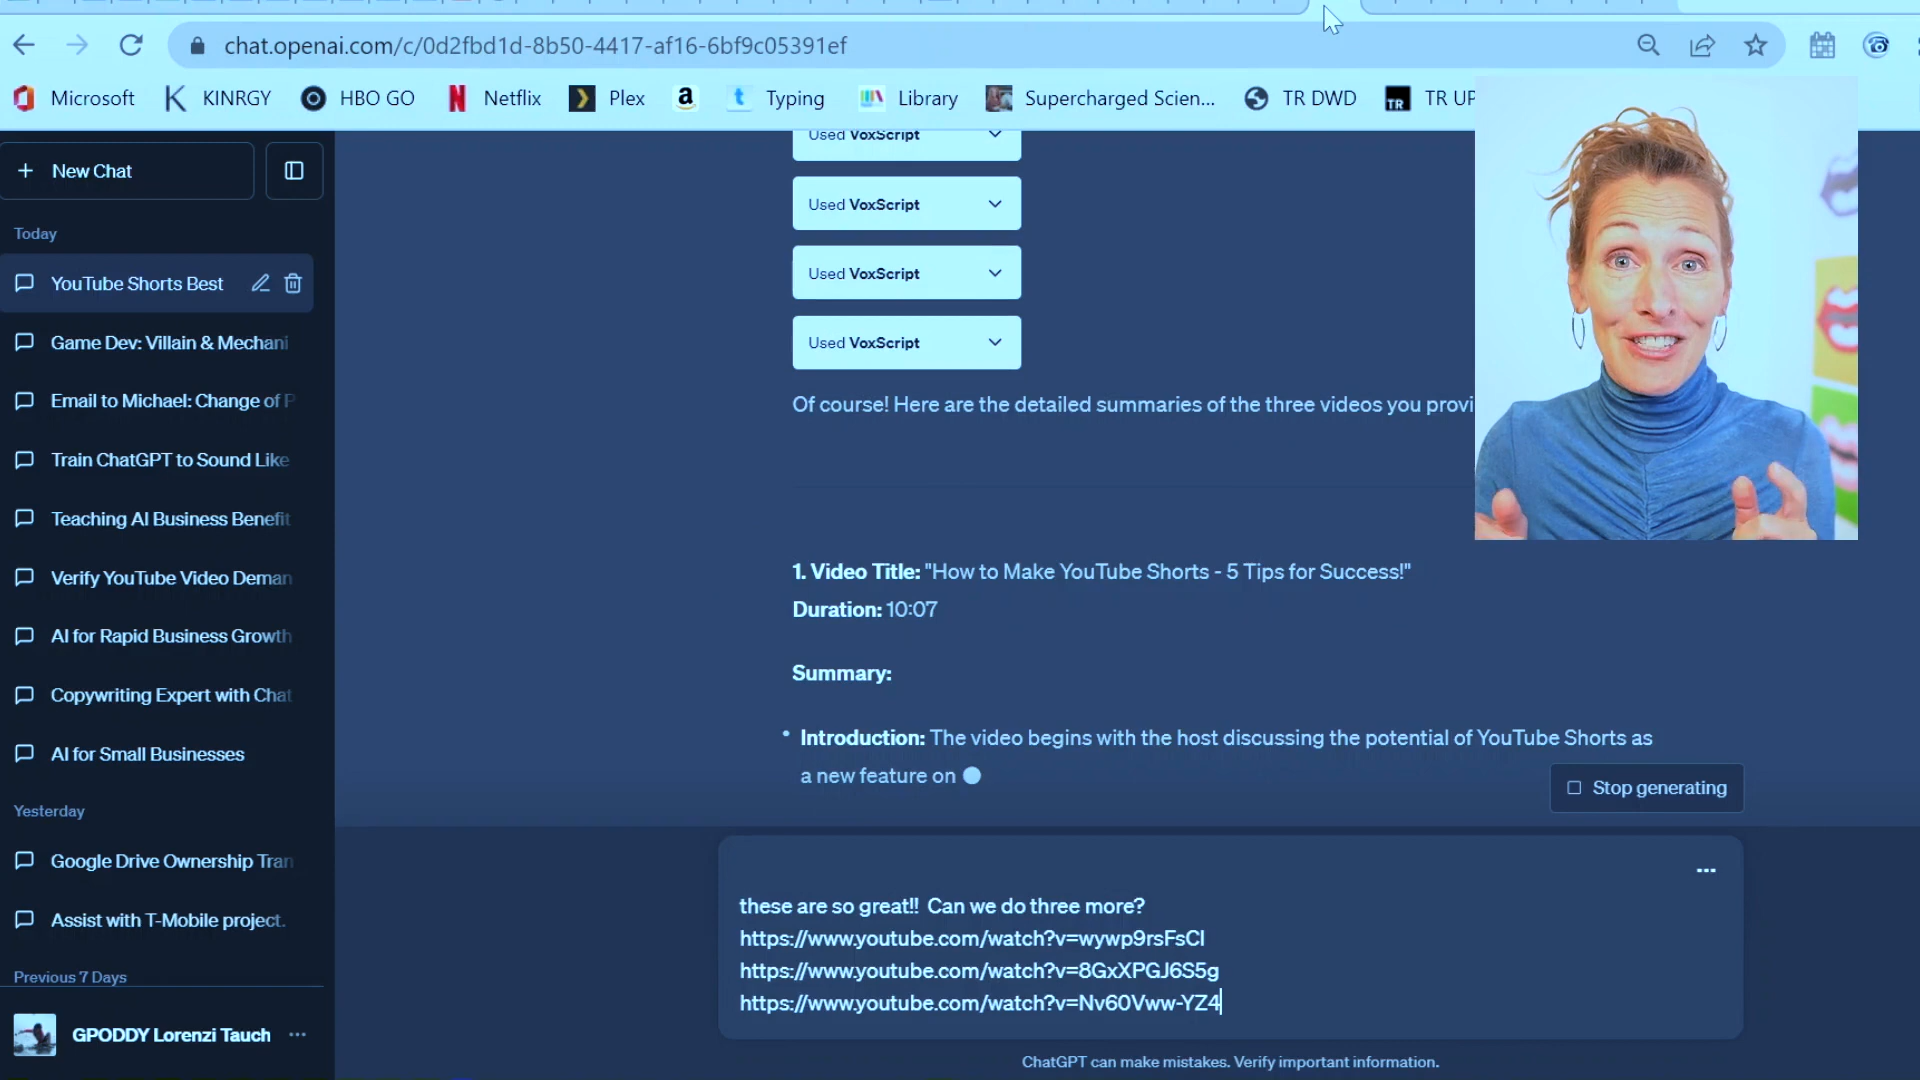 chat.openai.com/c/0d2fbd1d-8b50-4417-af16-6bf9c05391ef
Microsoft KINRGY HBO GO Netflix Plex Typing Library Supercharged Scien... TR DWD TR UP
New Chat
Today
YouTube Shorts Best
Game Dev: Villain & Mechani
Email to Michael: Change of P
Train ChatGPT to Sound Like
Teaching AI Business Benefit
Verify YouTube Video Deman
AI for Rapid Business Growth
Copywriting Expert with Chat
AI for Small Businesses
Yesterday
Google Drive Ownership Tran
Assist with T-Mobile project.
Previous 7 Days
GPODDY Lorenzi Tauch
Used VoxScript
Used VoxScript
Used VoxScript
Used VoxScript
Of course! Here are the detailed summaries of the three videos you provi
1. Video Title: "How to Make YouTube Shorts - 5 Tips for Success!"
Duration: 10:07
Summary:
• Introduction: The video begins with the host discussing the potential of YouTube Shorts as
a new feature on
Stop generating
these are so great!! Can we do three more?
https://www.youtube.com/watch?v=wywp9rsFsCI
https://www.youtube.com/watch?v=8GxXPGJ6S5g
https://www.youtube.com/watch?v=Nv60Vww-YZ4
ChatGPT can make mistakes. Verify important information.